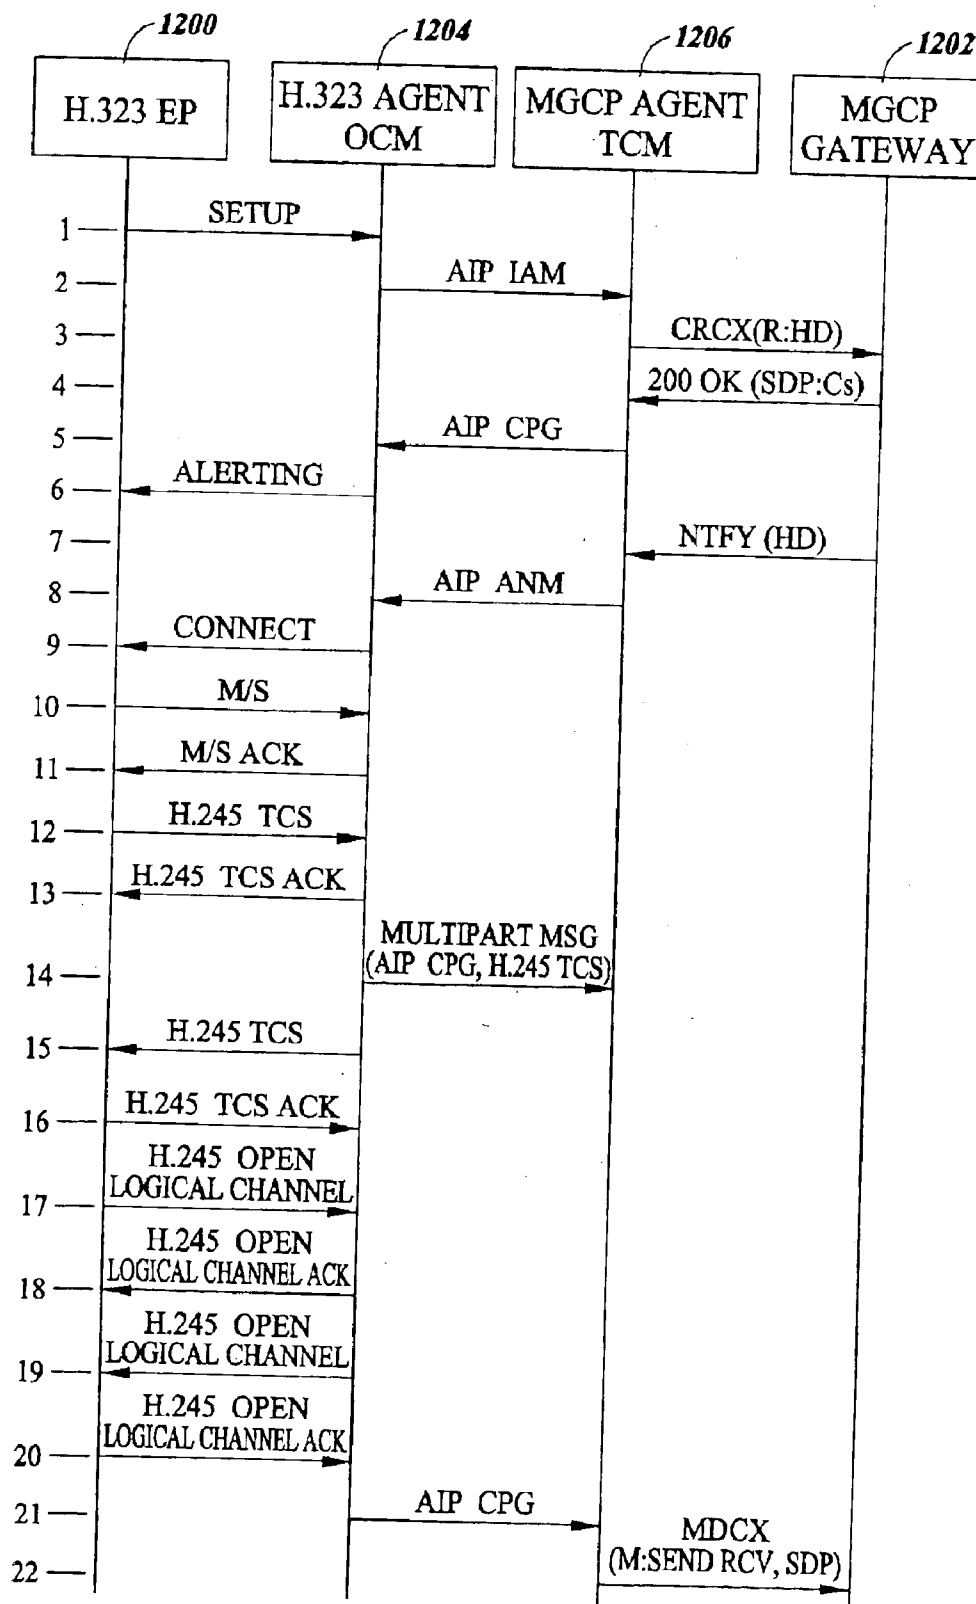 1200
1204
1206
1202
H.323 EP
H.323 AGENT
OCM
MGCP AGENT
TCM
MGCP
GATEWAY
1
SETUP
2
AIP IAM
3
CRCX(R:HD)
4
200 OK (SDP:Cs)
5
AIP CPG
6
ALERTING
7
NTFY (HD)
8
AIP ANM
9
CONNECT
10
M/S
11
M/S ACK
12
H.245 TCS
13
H.245 TCS ACK
14
MULTIPART MSG
(AIP CPG, H.245 TCS)
15
H.245 TCS
16
H.245 TCS ACK
17
H.245 OPEN
LOGICAL CHANNEL
18
H.245 OPEN
LOGICAL CHANNEL ACK
19
H.245 OPEN
LOGICAL CHANNEL
20
H.245 OPEN
LOGICAL CHANNEL ACK
21
AIP CPG
22
MDCX
(M:SEND RCV, SDP)